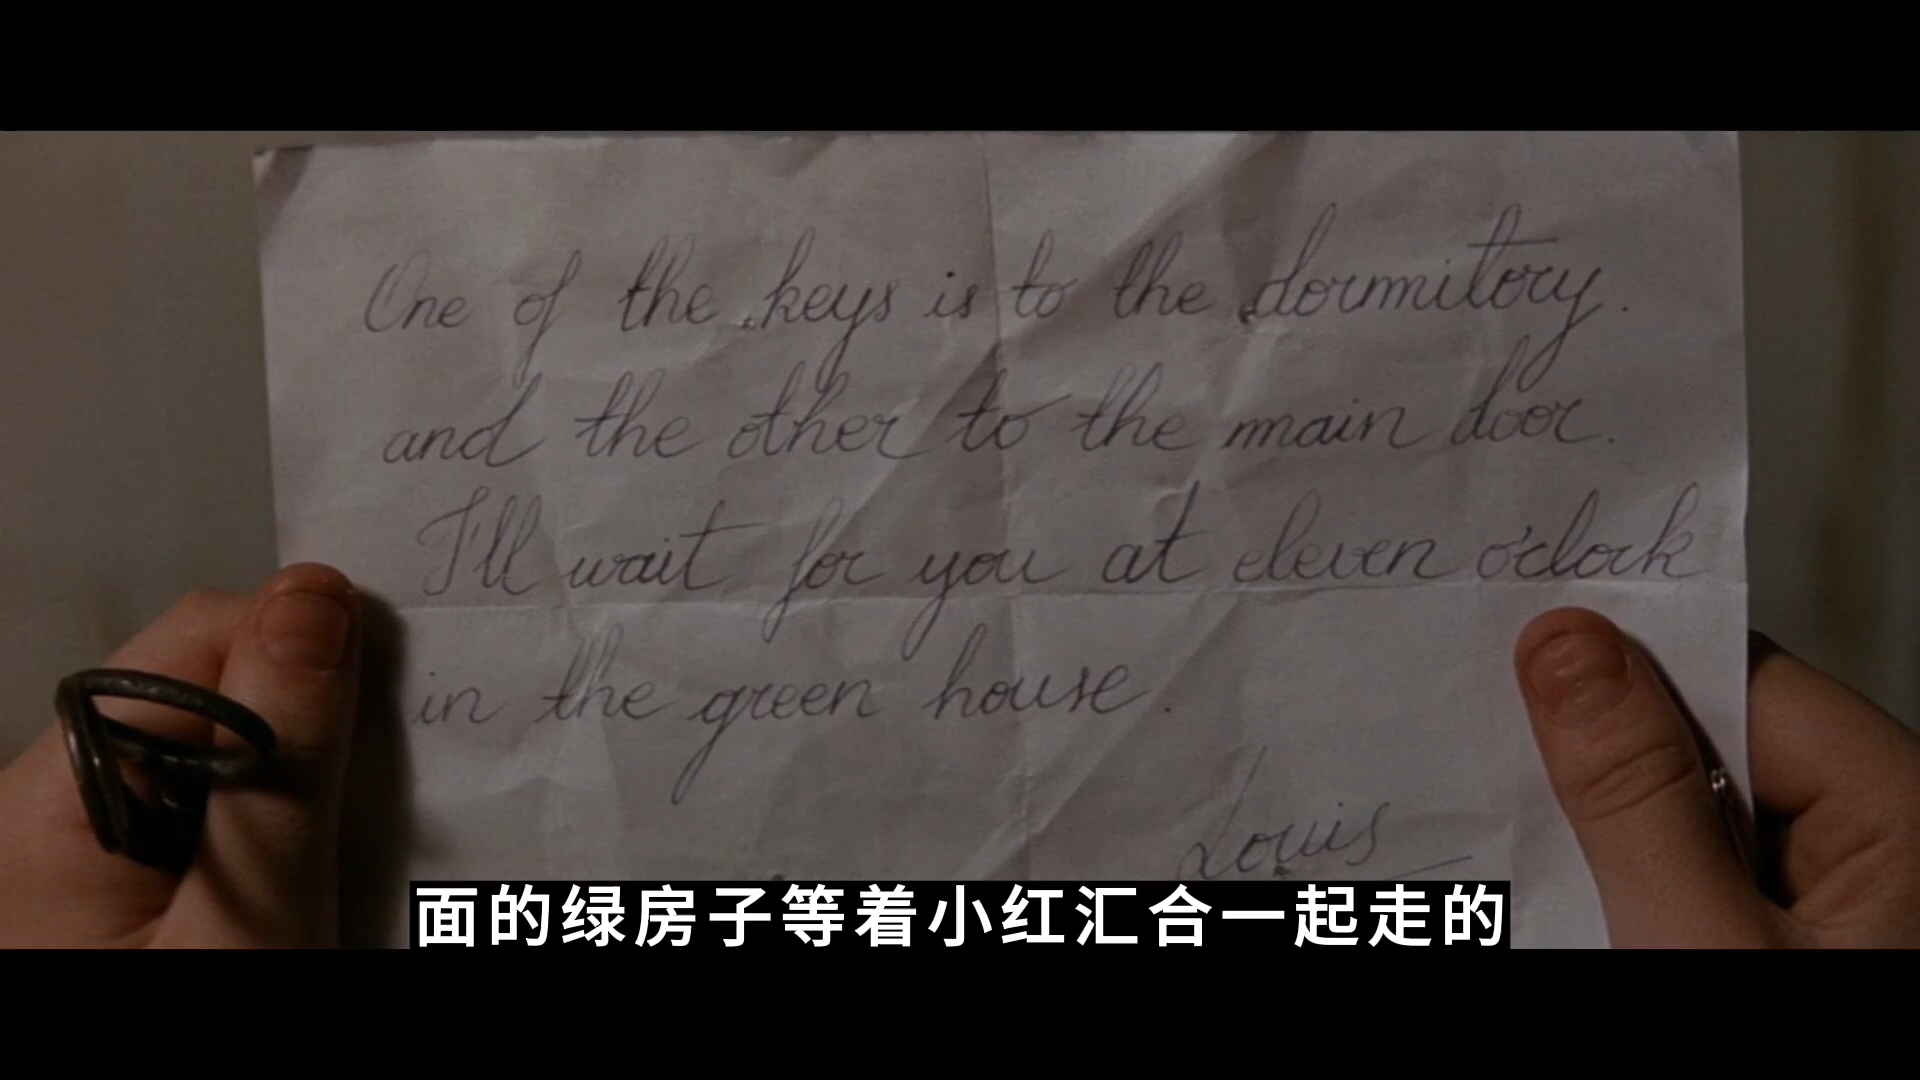 One of the keys is to the dormitory.
and the other to the main door.
I'll wait for you at eleven o'clock
in the green house.
Louis
面的绿房子等着小红汇合一起走的